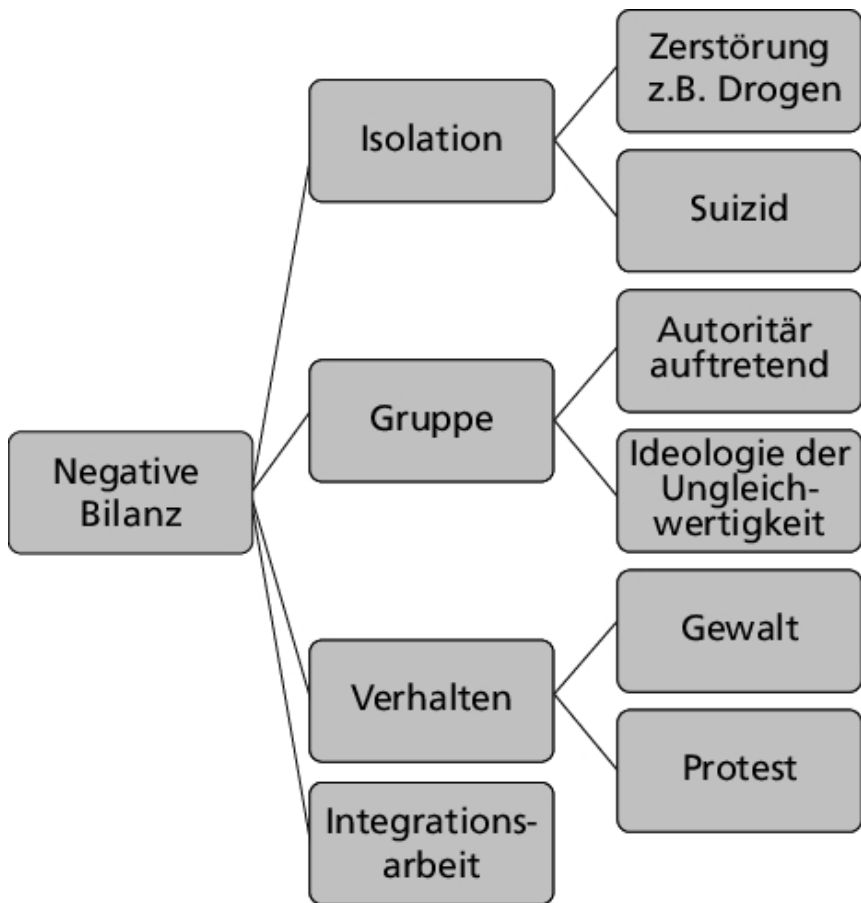 Negative
Bilanz
Isolation
Zerstörung
z.B. Drogen
Suizid
Gruppe
Autoritär
auftretend
Ideologie der
Ungleich-
wertigkeit
Verhalten
Gewalt
Protest
Integrations-
arbeit